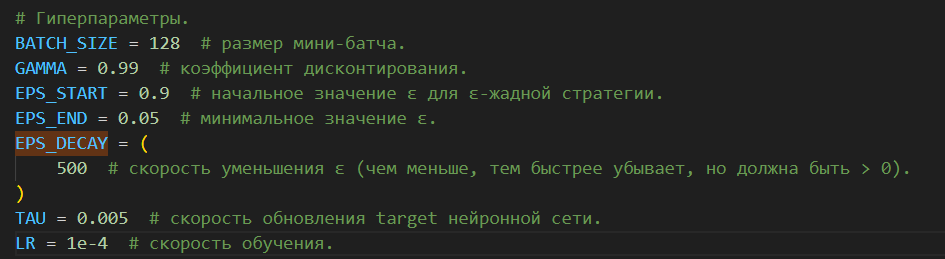 # Гиперпараметры.
BATCH_SIZE = 128  # размер мини-батча.
GAMMA = 0.99  # коэффициент дисконтирования.
EPS_START = 0.9  # начальное значение ε для ε-жадной стратегии.
EPS_END = 0.05  # минимальное значение ε.
EPS_DECAY = (
    500  # скорость уменьшения ε (чем меньше, тем быстрее убывает, но должна быть > 0).
)
TAU = 0.005  # скорость обновления target нейронной сети.
LR = 1e-4  # скорость обучения.